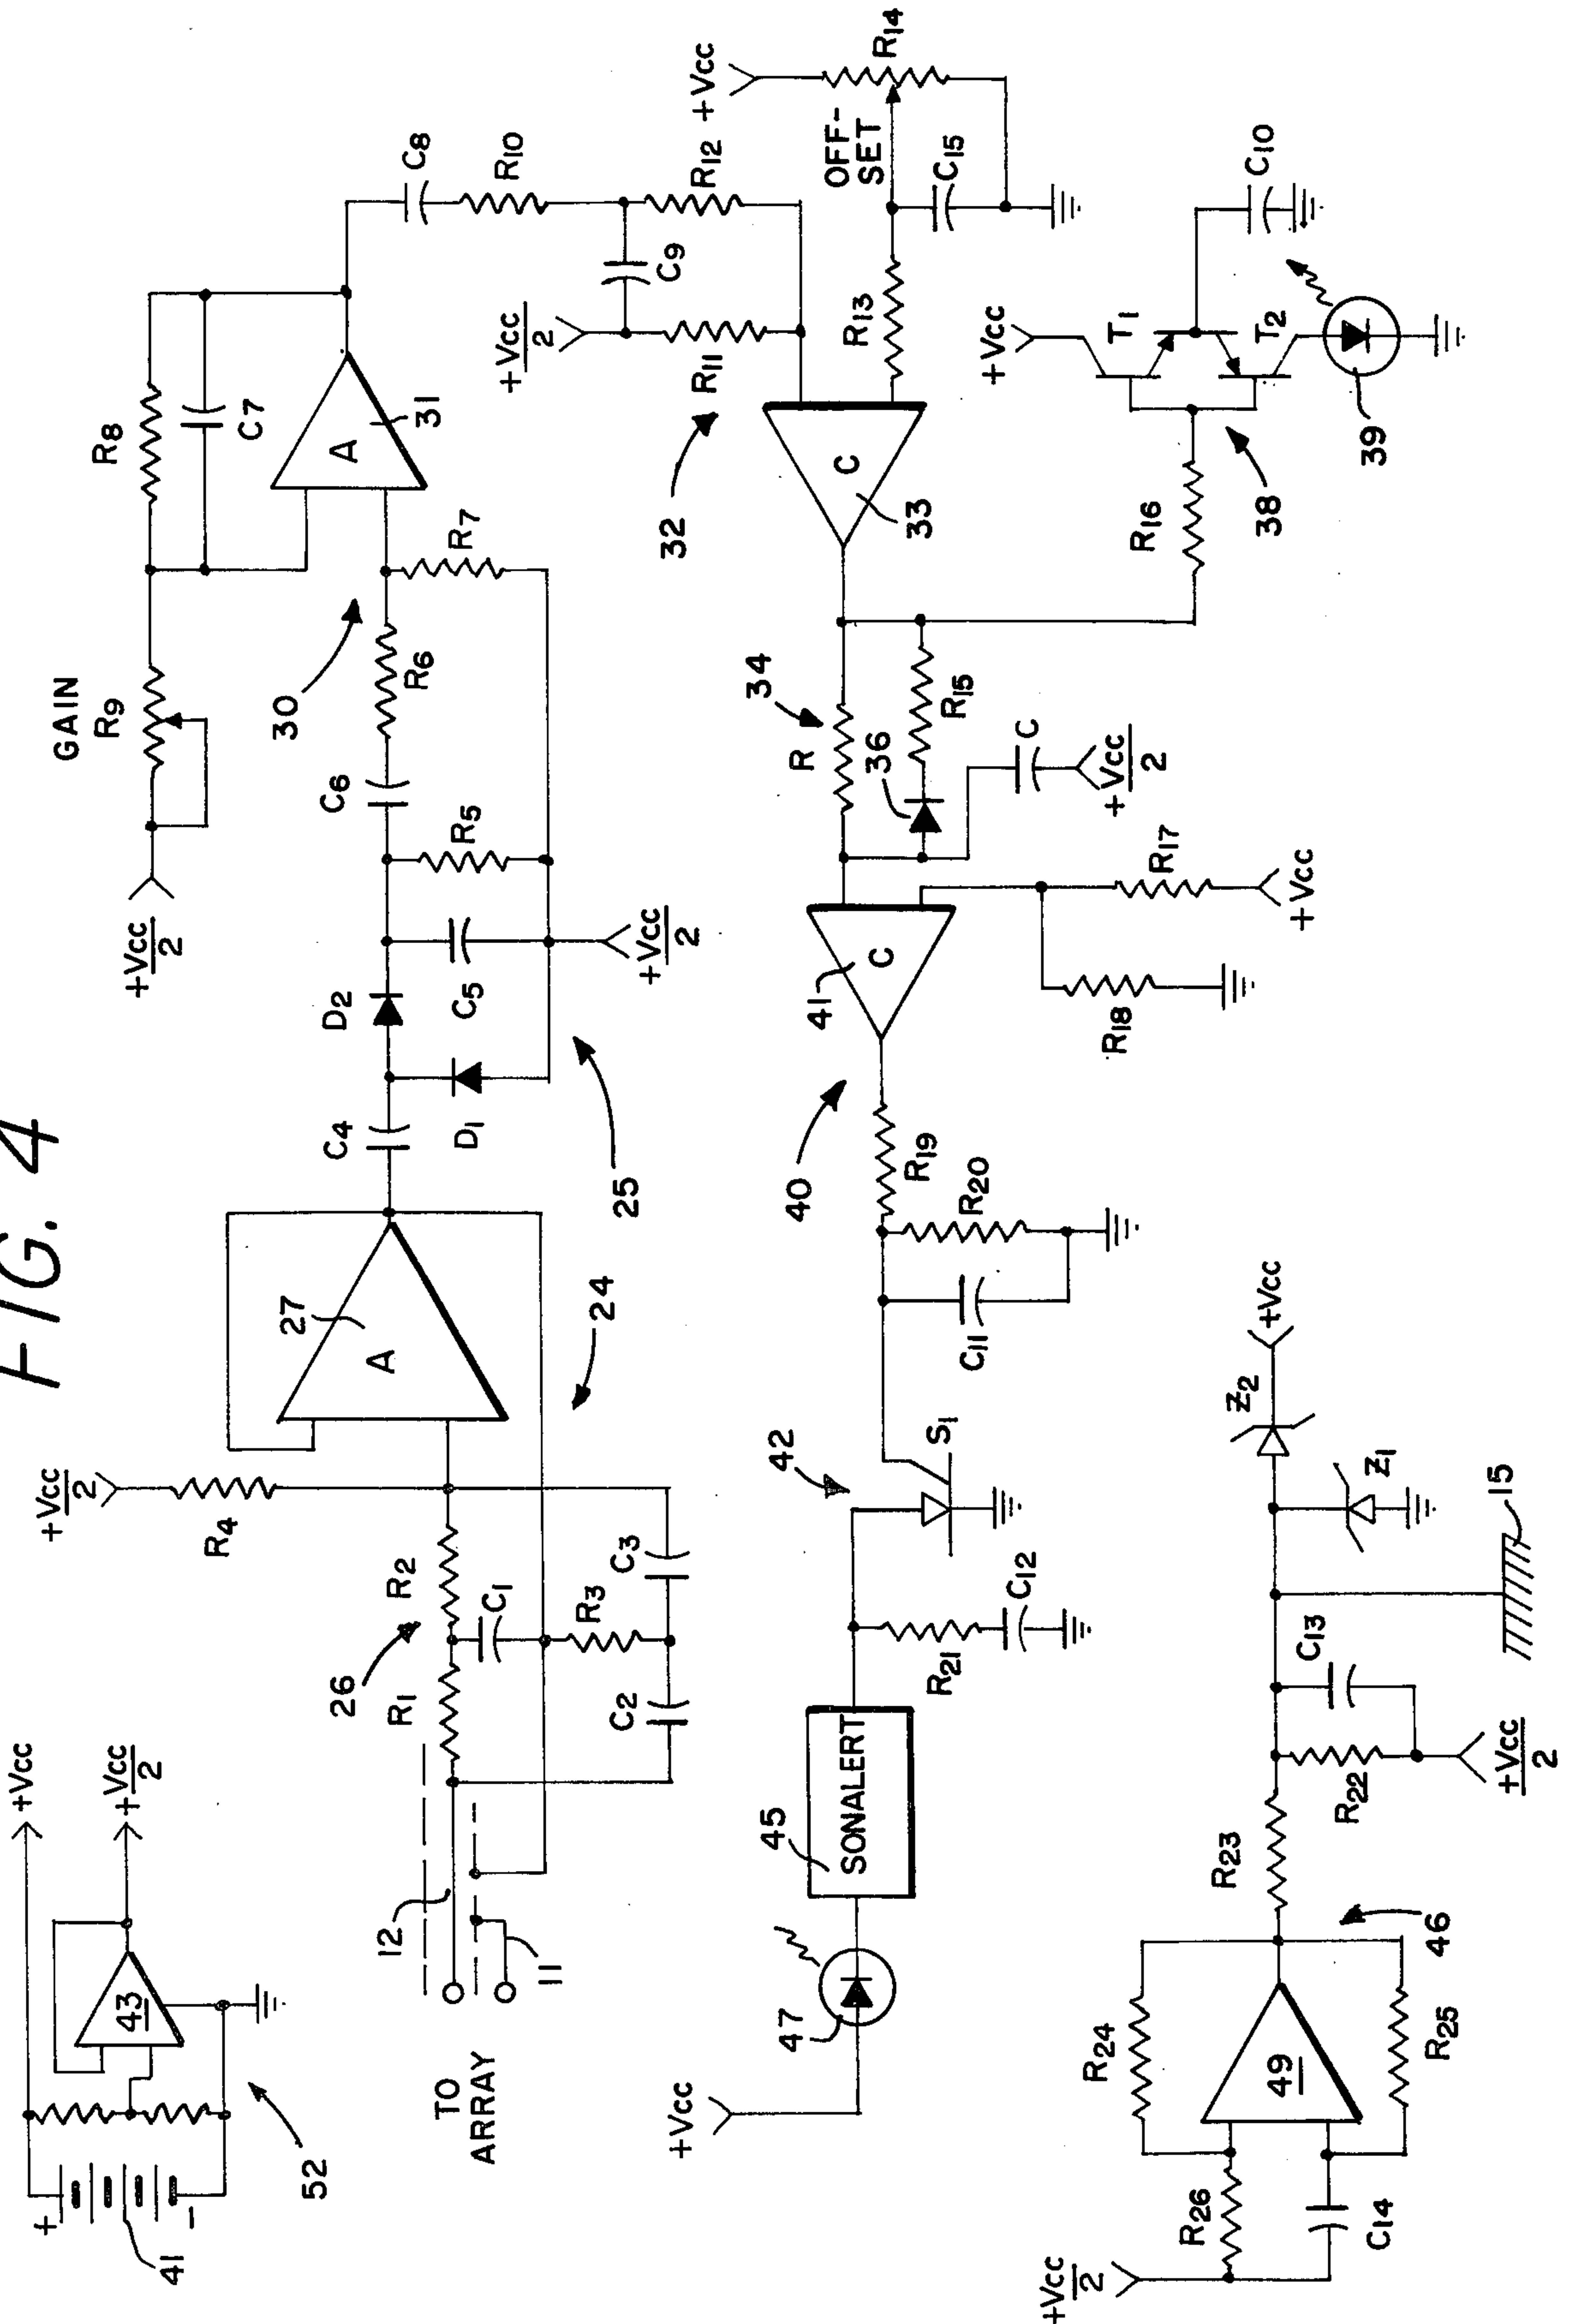 FIG. 4
+
41
−
52
43
+Vcc
+Vcc/2
TO
ARRAY
12
11
26
R1
R2
C1
R3
C2
C3
+Vcc/2
R4
27
A
24
C4
D1
D2
25
C5
R5
+Vcc/2
C6
R6
30
R7
+Vcc/2
GAIN
R9
R8
C7
A
31
C8
R10
C9
R12
+Vcc/2
R11
32
C
33
R13
OFF-
SET
C15
+Vcc
R14
34
R
36
R15
C
+Vcc/2
R16
38
+Vcc
T1
T2
C10
39
41
C
R17
+Vcc
R18
40
R19
R20
C11
42
S1
R21
C12
45
SONALERT
47
+Vcc
+Vcc/2
R26
C14
R24
49
R25
46
R23
R22
C13
+Vcc/2
15
Z1
Z2
+Vcc